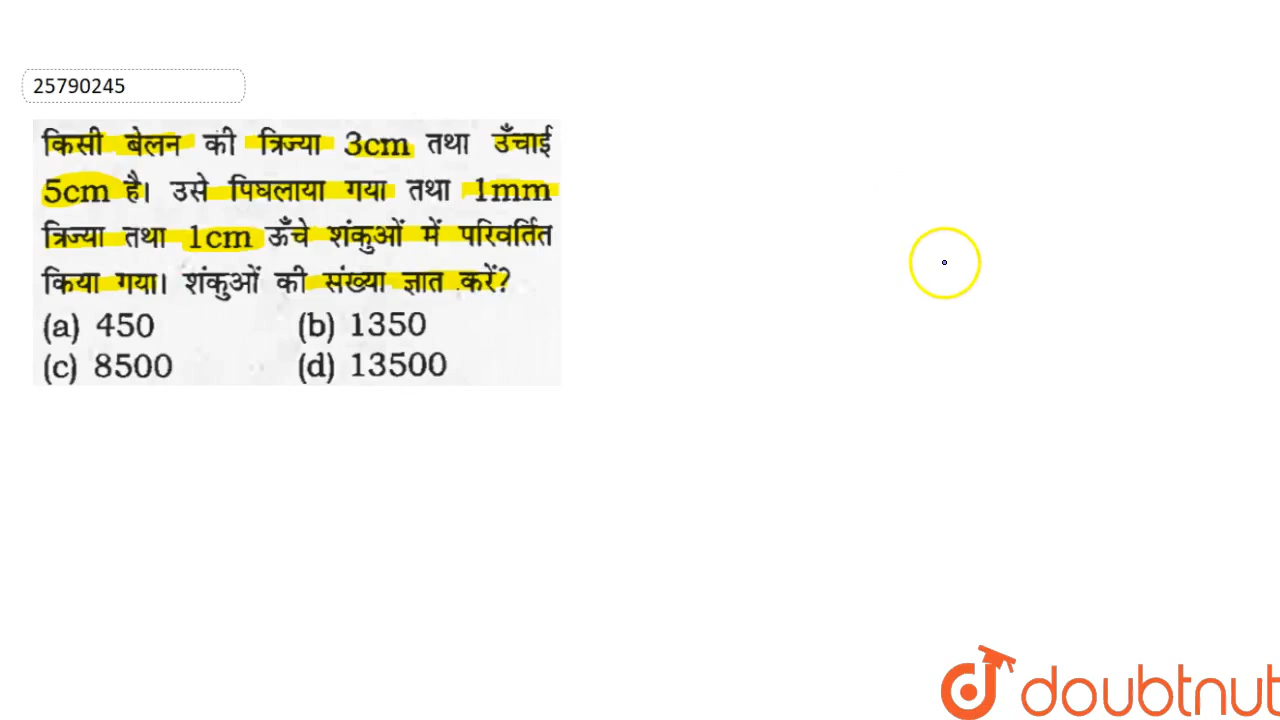 25790245
किसी बेलन की त्रिज्या 3cm तथा उँचाई
5cm है। उसे पिघलाया गया तथा 1mm
त्रिज्या तथा 1cm ऊँचे शंकुओं में परिवर्तित
किया गया। शंकुओं की संख्या ज्ञात करें?
(a) 450 (b) 1350
(c) 8500 (d) 13500
doubtnut